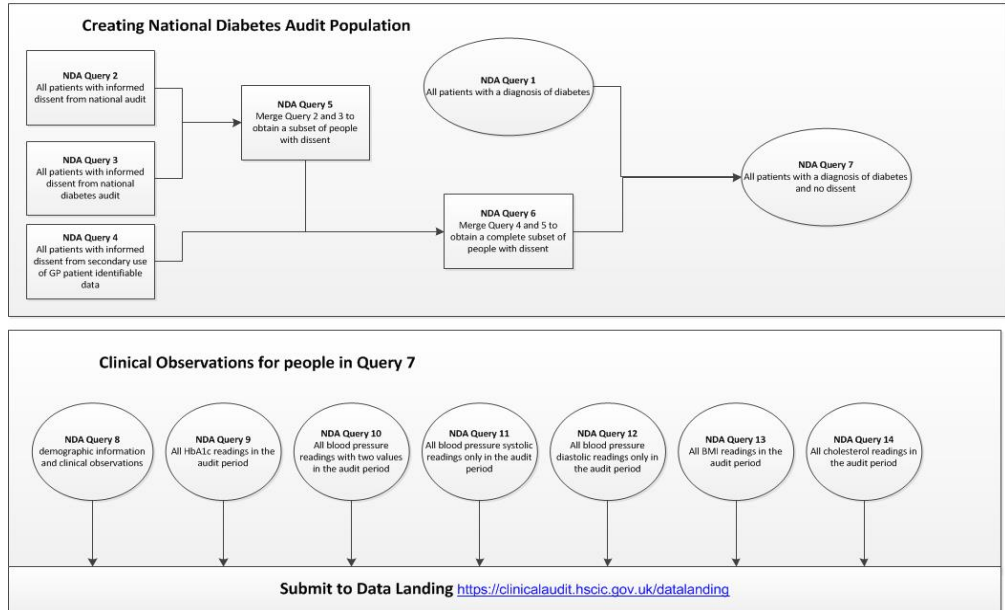 Creating National Diabetes Audit Population
NDA Query 2
All patients with informed
dissent from national audit
NDA Query 3
All patients with informed
dissent from national
diabetes audit
NDA Query 4
All patients with informed
dissent from secondary use
of GP patient identifiable
data
NDA Query 5
Merge Query 2 and 3 to
obtain a subset of people
with dissent
NDA Query 1
All patients with a diagnosis of diabetes
NDA Query 6
Merge Query 4 and 5 to
obtain a complete subset of
people with dissent
NDA Query 7
All patients with a diagnosis of diabetes
and no dissent
Clinical Observations for people in Query 7
NDA Query 8
demographic information
and clinical observations
NDA Query 9
All HbA1c readings in the
audit period
NDA Query 10
All blood pressure
readings with two values
in the audit period
NDA Query 11
All blood pressure systolic
readings only in the audit
period
NDA Query 12
All blood pressure
diastolic readings only in
the audit period
NDA Query 13
All BMI readings in the
audit period
NDA Query 14
All cholesterol readings in
the audit period
Submit to Data Landing https://clinicalaudit.hscic.gov.uk/datalanding